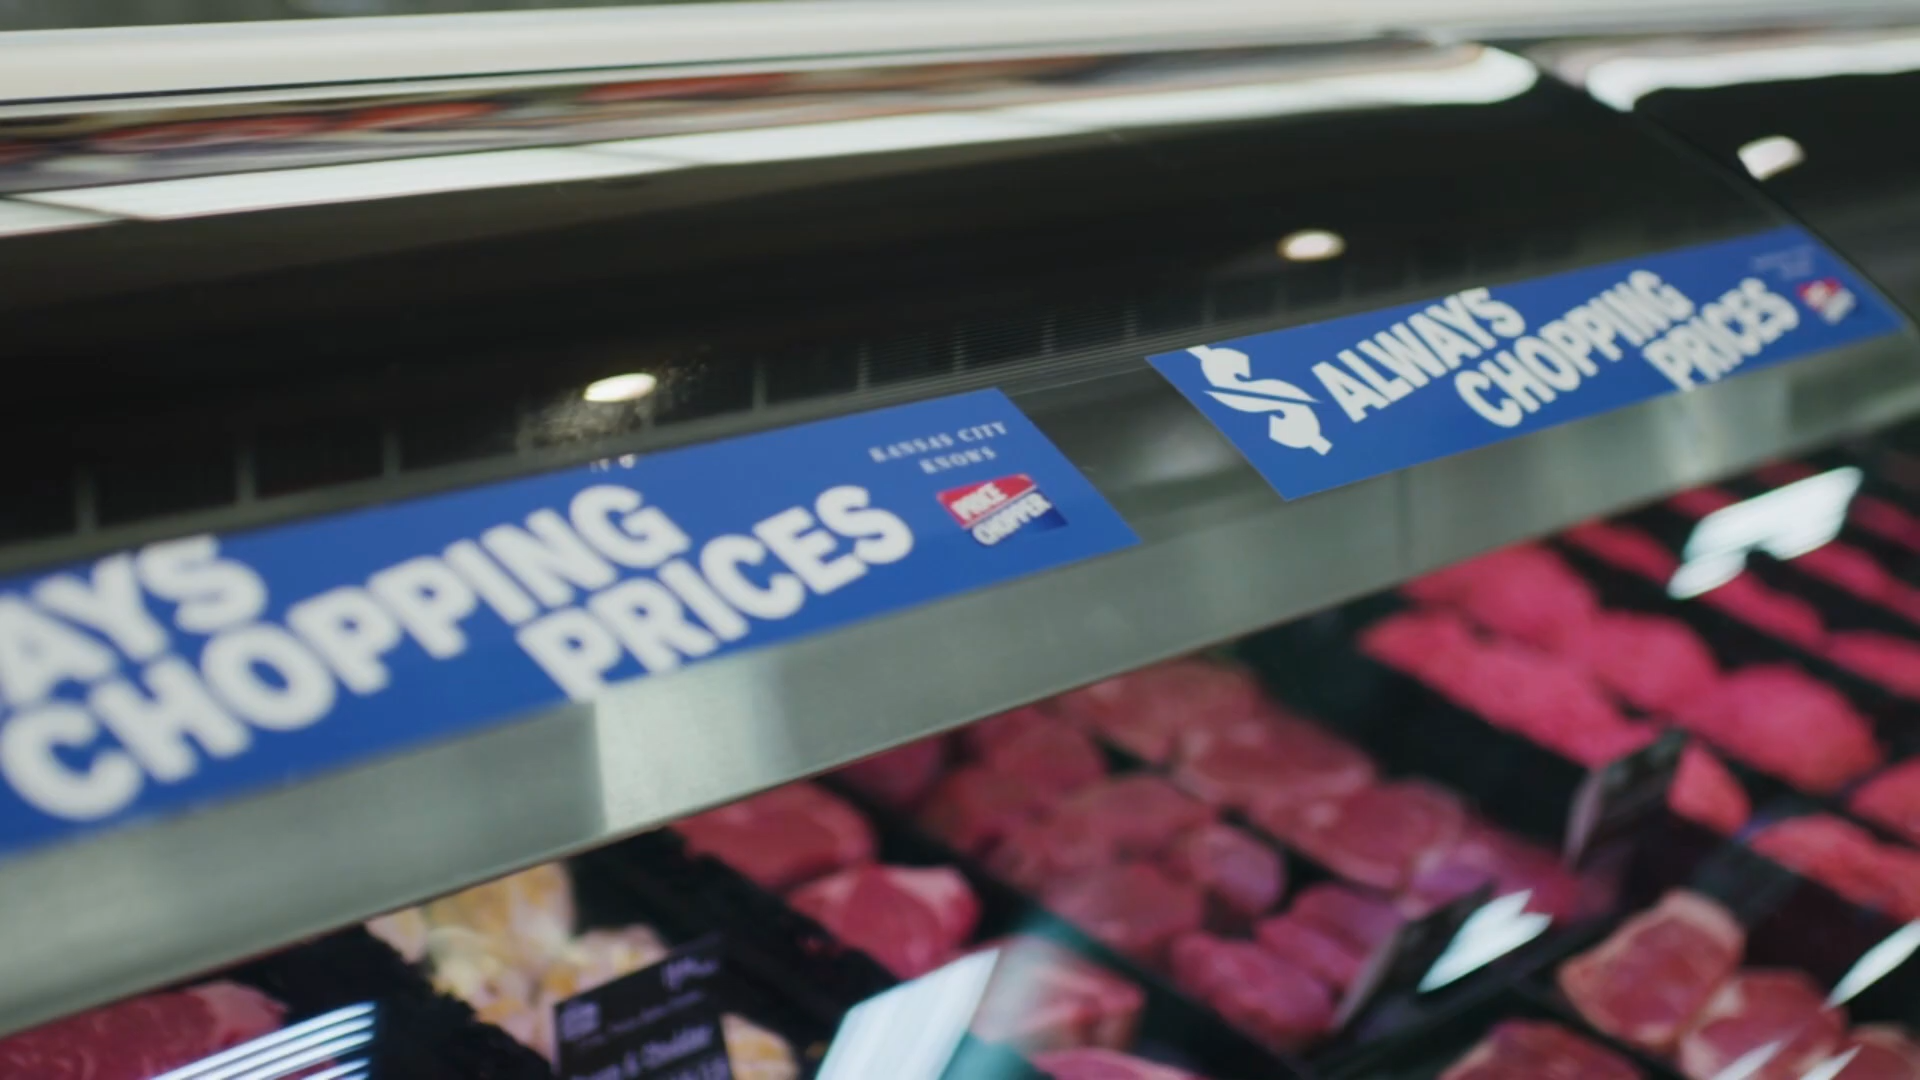 AYS
CHOPPING
PRICES
KANSAS CITY
KNOWS
PRICE
CHOPPER
ALWAYS
CHOPPING
PRICES